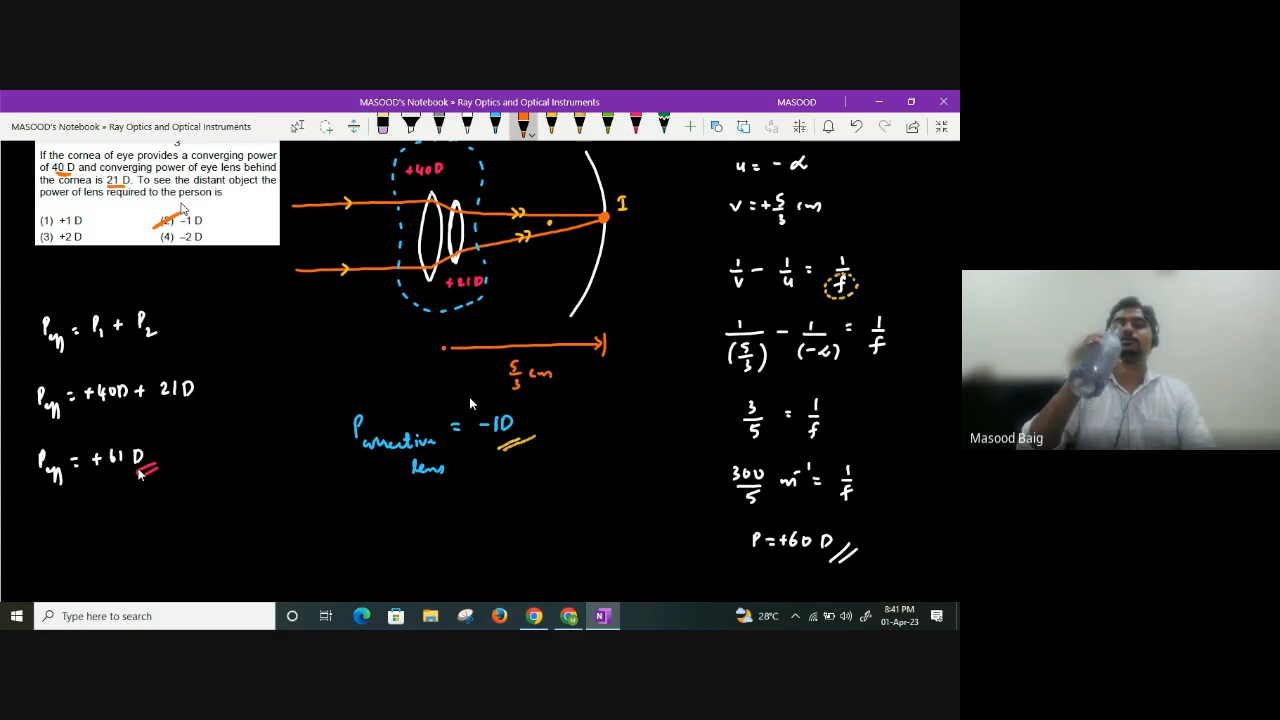 MASOOD's Notebook » Ray Optics and Optical Instruments
MASOOD
MASOOD's Notebook » Ray Optics and Optical Instruments
3
If the cornea of eye provides a converging power
of 40 D and converging power of eye lens behind
the cornea is 21 D. To see the distant object the
power of lens required to the person is
(1) +1 D
(2) –1 D
(3) +2 D
(4) –2 D
+40D
+21D
I
5/3 cm
P eff = P1 + P2
P eff = +40D + 21D
P eff = +61 D
P corrective lens = -1D
u = - α
v = + 5/3 cm
1/v - 1/u = 1/f
1/(5/3) - 1/(-α) = 1/f
3/5 = 1/f
300/5 m⁻¹ = 1/f
P = +60 D
Masood Baig
Type here to search
28°C
8:41 PM
01-Apr-23